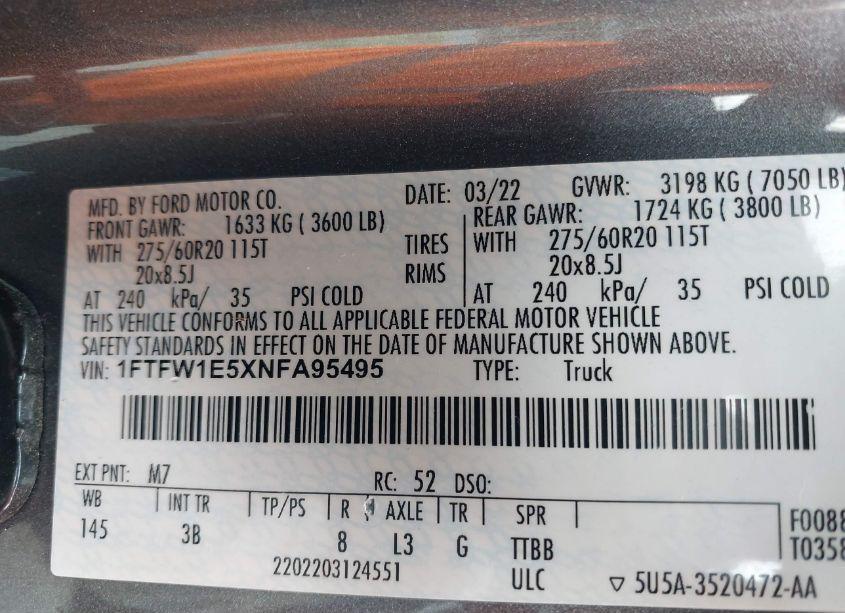 MFD. BY FORD MOTOR CO. DATE: 03/22 GVWR: 3198 KG ( 7050 LB)
FRONT GAWR: 1633 KG ( 3600 LB) REAR GAWR: 1724 KG ( 3800 LB)
WITH 275/60R20 115T TIRES WITH 275/60R20 115T
20x8.5J RIMS 20x8.5J
AT 240 kPa/ 35 PSI COLD AT 240 kPa/ 35 PSI COLD
THIS VEHICLE CONFORMS TO ALL APPLICABLE FEDERAL MOTOR VEHICLE
SAFETY STANDARDS IN EFFECT ON THE DATE OF MANUFACTURE SHOWN ABOVE.
VIN: 1FTFW1E5XNFA95495 TYPE: Truck
EXT PNT: M7 RC: 52 DSO:
WB INT TR TP/PS R AXLE TR SPR F0088
145 3B 8 L3 G TTBB T0358
2202203124551 ULC ▽ 5U5A-3520472-AA